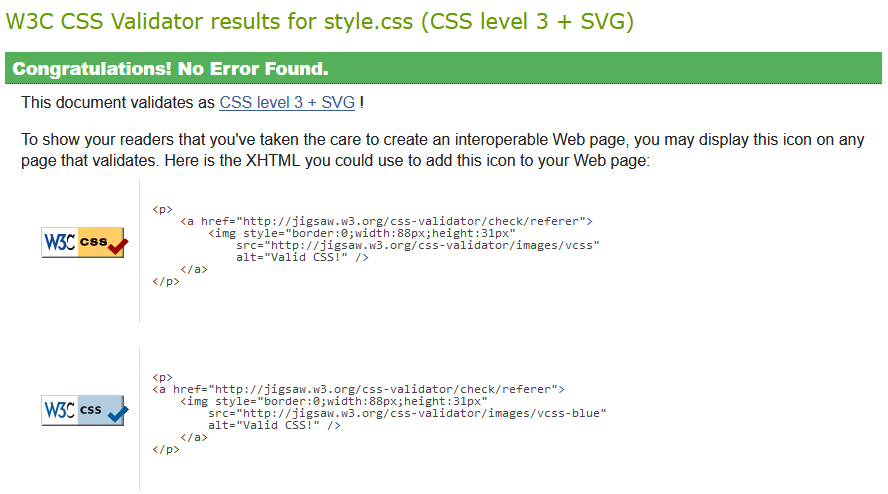 W3C CSS Validator results for style.css (CSS level 3 + SVG)
Congratulations! No Error Found.
This document validates as CSS level 3 + SVG !
To show your readers that you've taken the care to create an interoperable Web page, you may display this icon on any
page that validates. Here is the XHTML you could use to add this icon to your Web page:
W3C css
<p>
    <a href="http://jigsaw.w3.org/css-validator/check/referer">
        <img style="border:0;width:88px;height:31px"
            src="http://jigsaw.w3.org/css-validator/images/vcss"
            alt="Valid CSS!" />
    </a>
</p>
W3C css
<p>
<a href="http://jigsaw.w3.org/css-validator/check/referer">
    <img style="border:0;width:88px;height:31px"
        src="http://jigsaw.w3.org/css-validator/images/vcss-blue"
        alt="Valid CSS!" />
    </a>
</p>